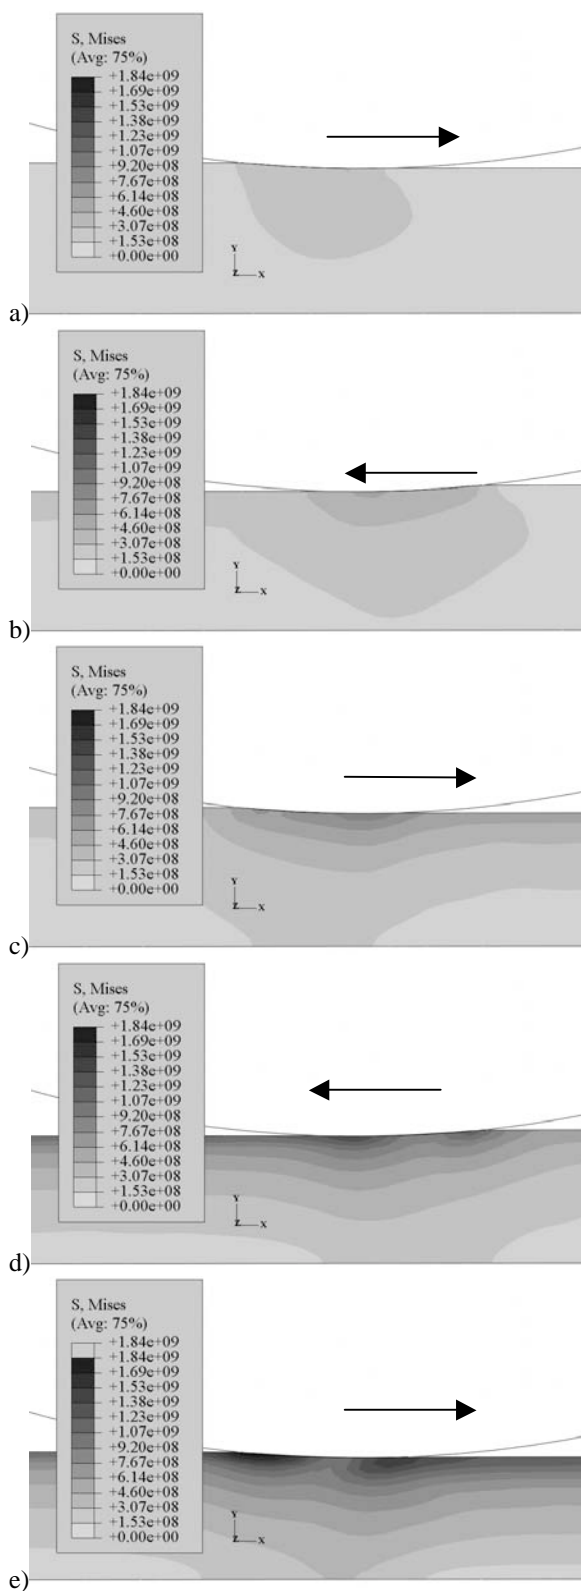 S, Mises
(Avg: 75%)
+1.84e+09
+1.69e+09
+1.53e+09
+1.38e+09
+1.23e+09
+1.07e+09
+9.20e+08
+7.67e+08
+6.14e+08
+4.60e+08
+3.07e+08
+1.53e+08
+0.00e+00
Y
Z X
a)
S, Mises
(Avg: 75%)
+1.84e+09
+1.69e+09
+1.53e+09
+1.38e+09
+1.23e+09
+1.07e+09
+9.20e+08
+7.67e+08
+6.14e+08
+4.60e+08
+3.07e+08
+1.53e+08
+0.00e+00
Y
Z X
b)
S, Mises
(Avg: 75%)
+1.84e+09
+1.69e+09
+1.53e+09
+1.38e+09
+1.23e+09
+1.07e+09
+9.20e+08
+7.67e+08
+6.14e+08
+4.60e+08
+3.07e+08
+1.53e+08
+0.00e+00
Y
Z X
c)
S, Mises
(Avg: 75%)
+1.84e+09
+1.69e+09
+1.53e+09
+1.38e+09
+1.23e+09
+1.07e+09
+9.20e+08
+7.67e+08
+6.14e+08
+4.60e+08
+3.07e+08
+1.53e+08
+0.00e+00
Y
Z X
d)
S, Mises
(Avg: 75%)
+1.84e+09
+1.84e+09
+1.69e+09
+1.53e+09
+1.38e+09
+1.23e+09
+1.07e+09
+9.20e+08
+7.67e+08
+6.14e+08
+4.60e+08
+3.07e+08
+1.53e+08
+0.00e+00
Y
Z X
e)